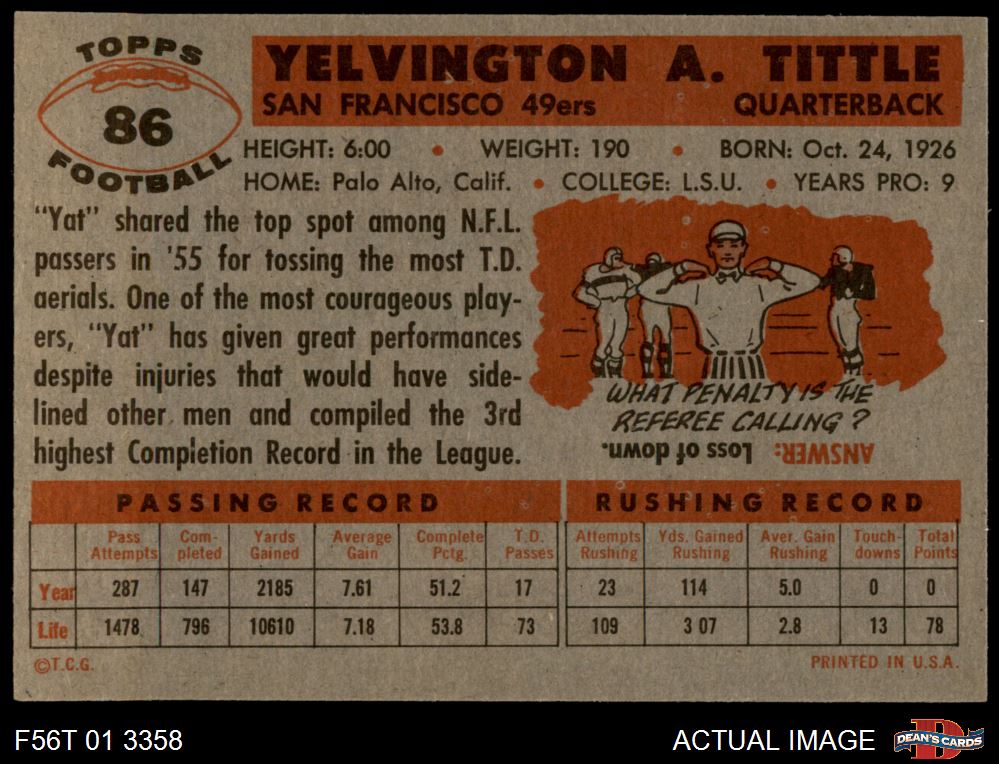 TOPPS
86
FOOTBALL
YELVINGTON A. TITTLE
SAN FRANCISCO 49ers QUARTERBACK
HEIGHT: 6:00 • WEIGHT: 190 • BORN: Oct. 24, 1926
HOME: Palo Alto, Calif. • COLLEGE: L.S.U. • YEARS PRO: 9
"Yat" shared the top spot among N.F.L.
passers in '55 for tossing the most T.D.
aerials. One of the most courageous play-
ers, "Yat" has given great performances
despite injuries that would have side-
lined other men and compiled the 3rd
highest Completion Record in the League.
WHAT PENALTY IS THE
REFEREE CALLING?
ANSWER: Loss of down.
PASSING RECORD RUSHING RECORD
Pass Attempts Com-pleted Yards Gained Average Gain Complete Pctg. T.D. Passes Attempts Rushing Yds. Gained Rushing Aver. Gain Rushing Touch-downs Total Points
Year 287 147 2185 7.61 51.2 17 23 114 5.0 0 0
Life 1478 796 10610 7.18 53.8 73 109 3 07 2.8 13 78
©T.C.G. PRINTED IN U.S.A.
F56T 01 3358 ACTUAL IMAGE D DEAN'S CARDS